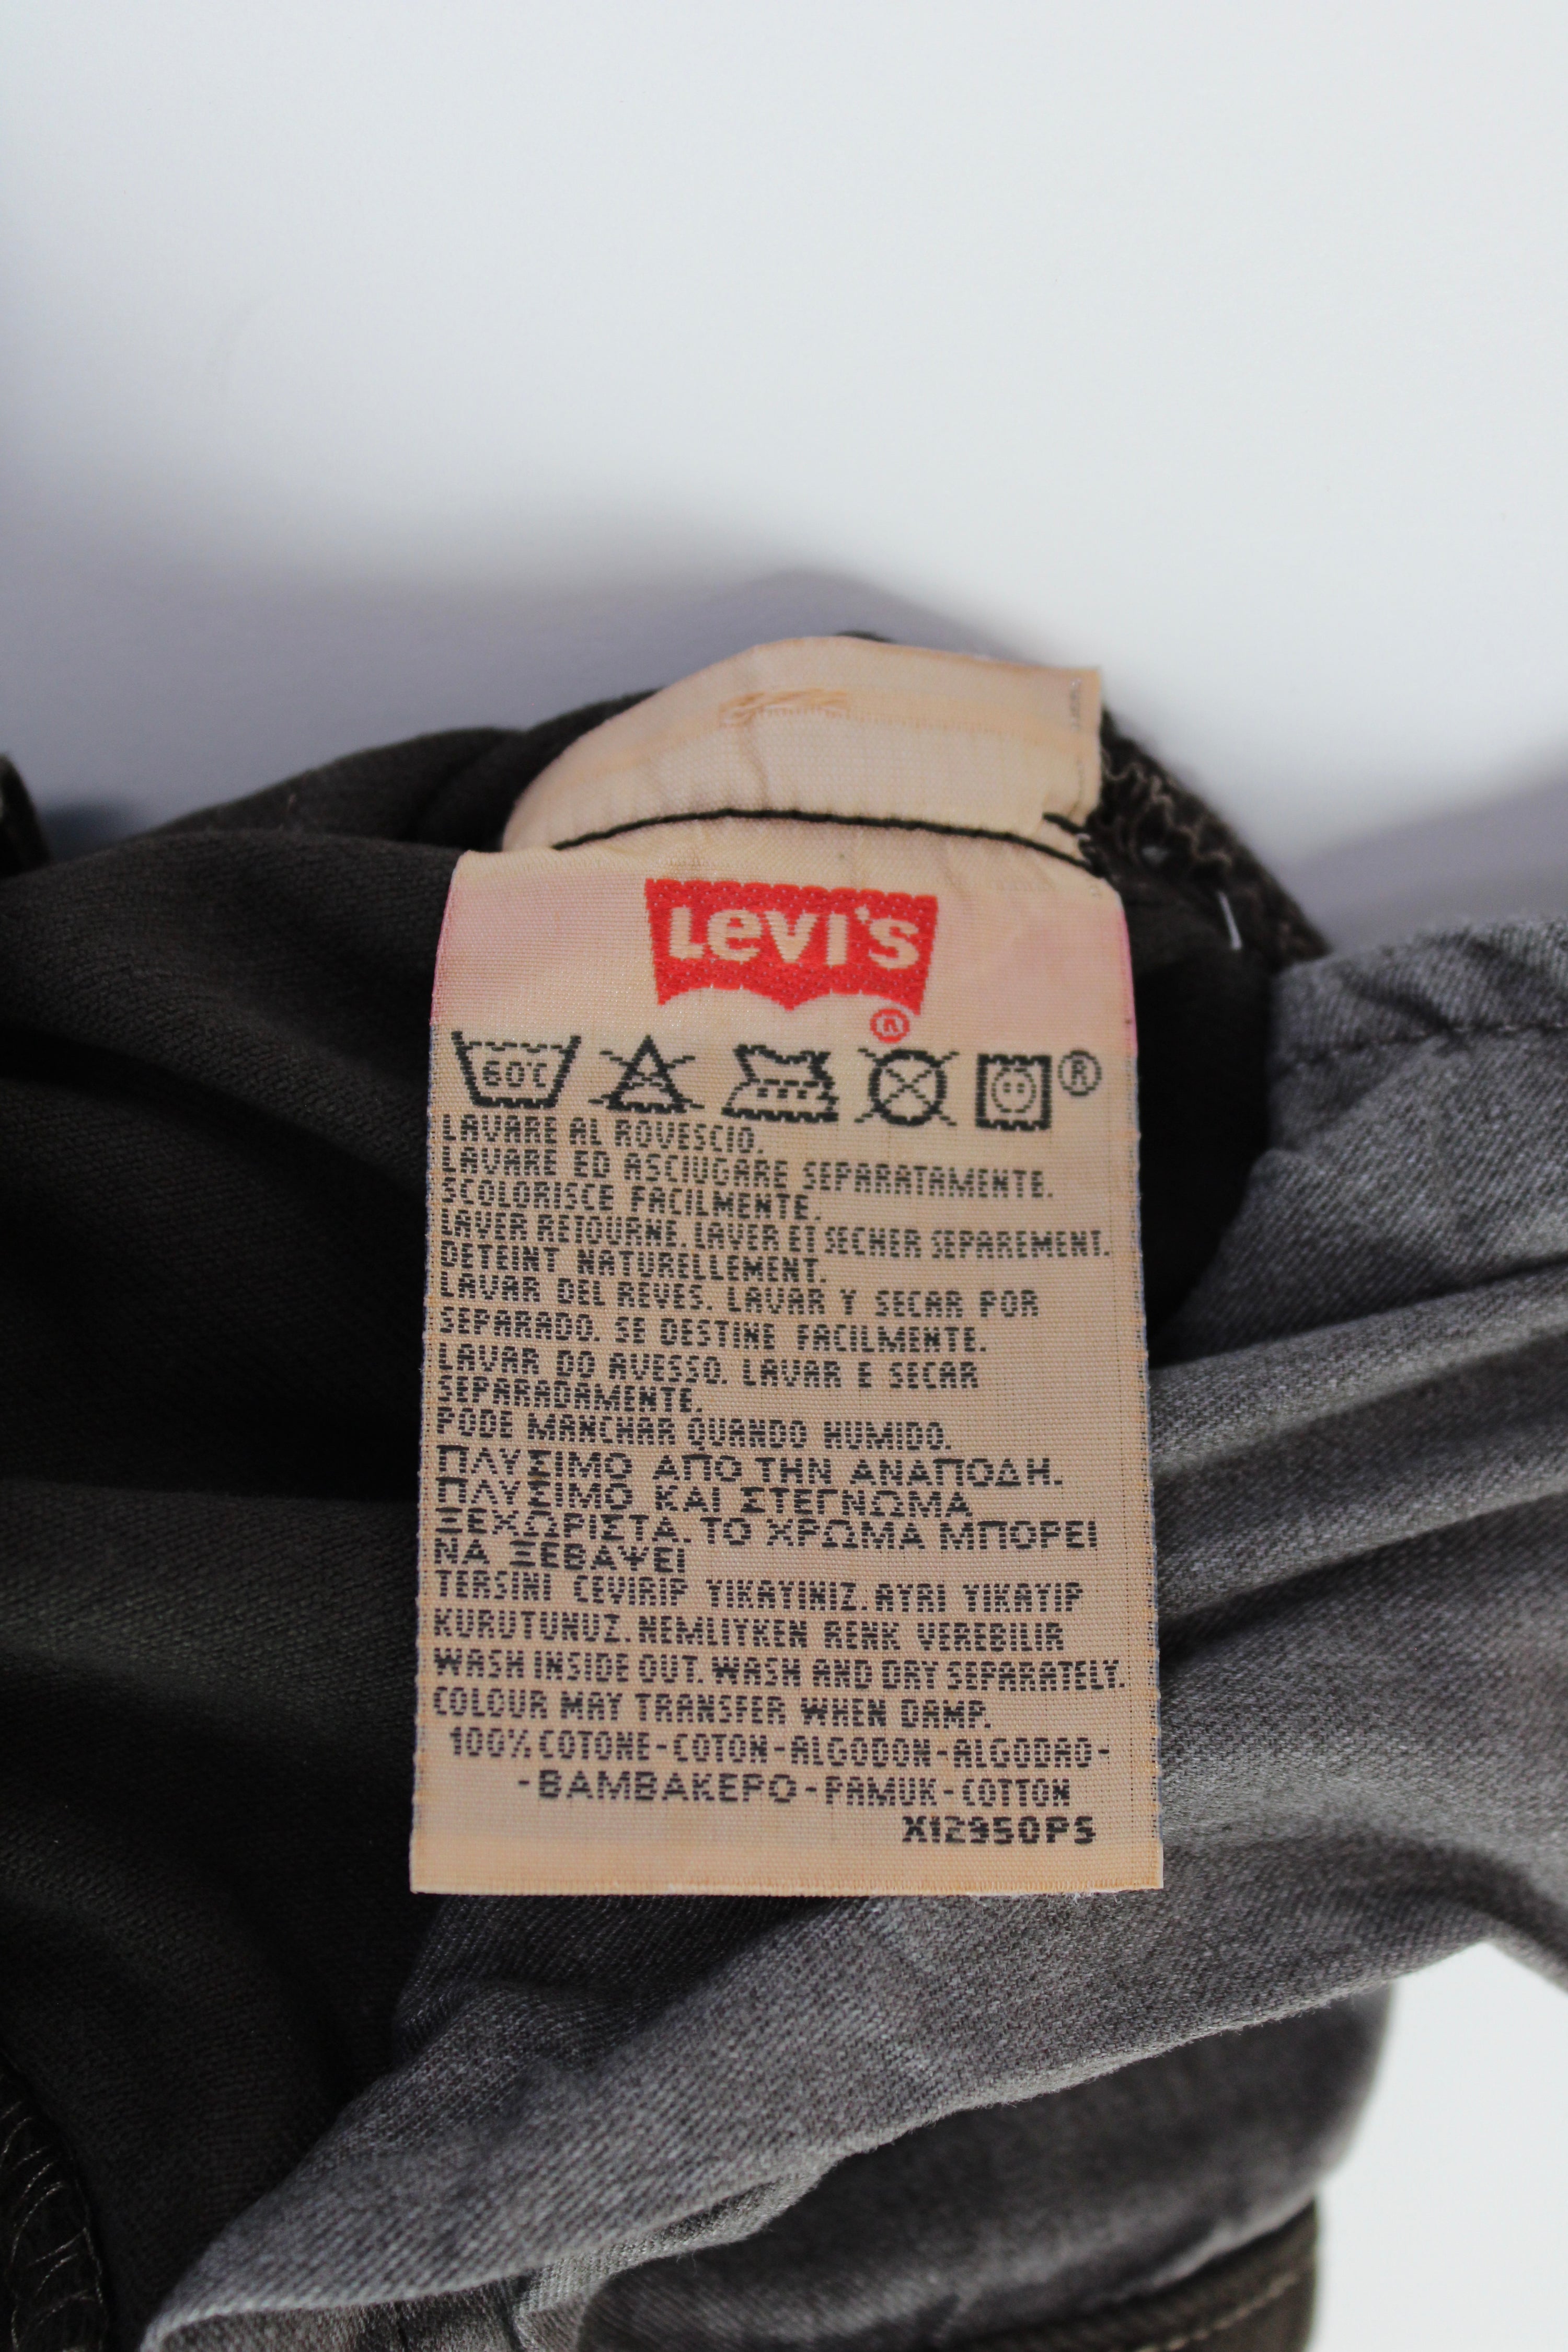 Levi's
®
60°C ®
LAVARE AL ROVESCIO.
LAVARE ED ASCIUGARE SEPARATAMENTE.
SCOLORISCE FACILMENTE.
LAVER RETOURNE. LAVER ET SECHER SEPAREMENT.
DETEINT NATURELLEMENT.
LAVAR DEL REVES. LAVAR Y SECAR POR
SEPARADO. SE DESTINE FACILMENTE.
LAVAR DO AVESSO. LAVAR E SECAR
SEPARADAMENTE.
PODE MANCHAR QUANDO HUMIDO.
ΠΛΥΣΙΜΟ ΑΠΟ ΤΗΝ ΑΝΑΠΟΔΗ.
ΠΛΥΣΙΜΟ ΚΑΙ ΣΤΕΓΝΩΜΑ
ΞΕΧΩΡΙΣΤΑ. ΤΟ ΧΡΩΜΑ ΜΠΟΡΕΙ
ΝΑ ΞΕΒΑΨΕΙ
TERSINI CEVIRIP YIKAYINIZ. AYRI YIKAYIP
KURUTUNUZ. NEMLIYKEN RENK VEREBILIR
WASH INSIDE OUT. WASH AND DRY SEPARATELY.
COLOUR MAY TRANSFER WHEN DAMP.
100% COTONE-COTON-ALGODON-ALGODAO-
-ΒΑΜΒΑΚΕΡΟ-PAMUK-COTTON
X12950PS